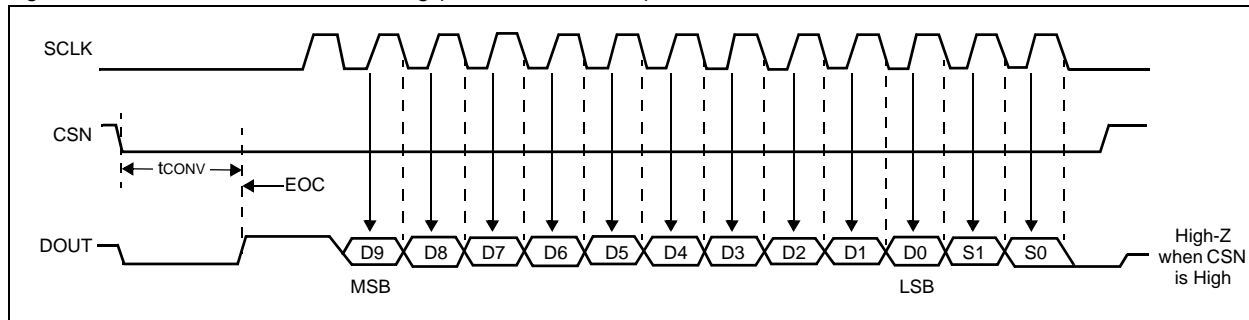 SCLK
CSN
tCONV
EOC
DOUT
D9 D8 D7 D6 D5 D4 D3 D2 D1 D0 S1 S0
MSB
LSB
High-Z
when CSN
is High